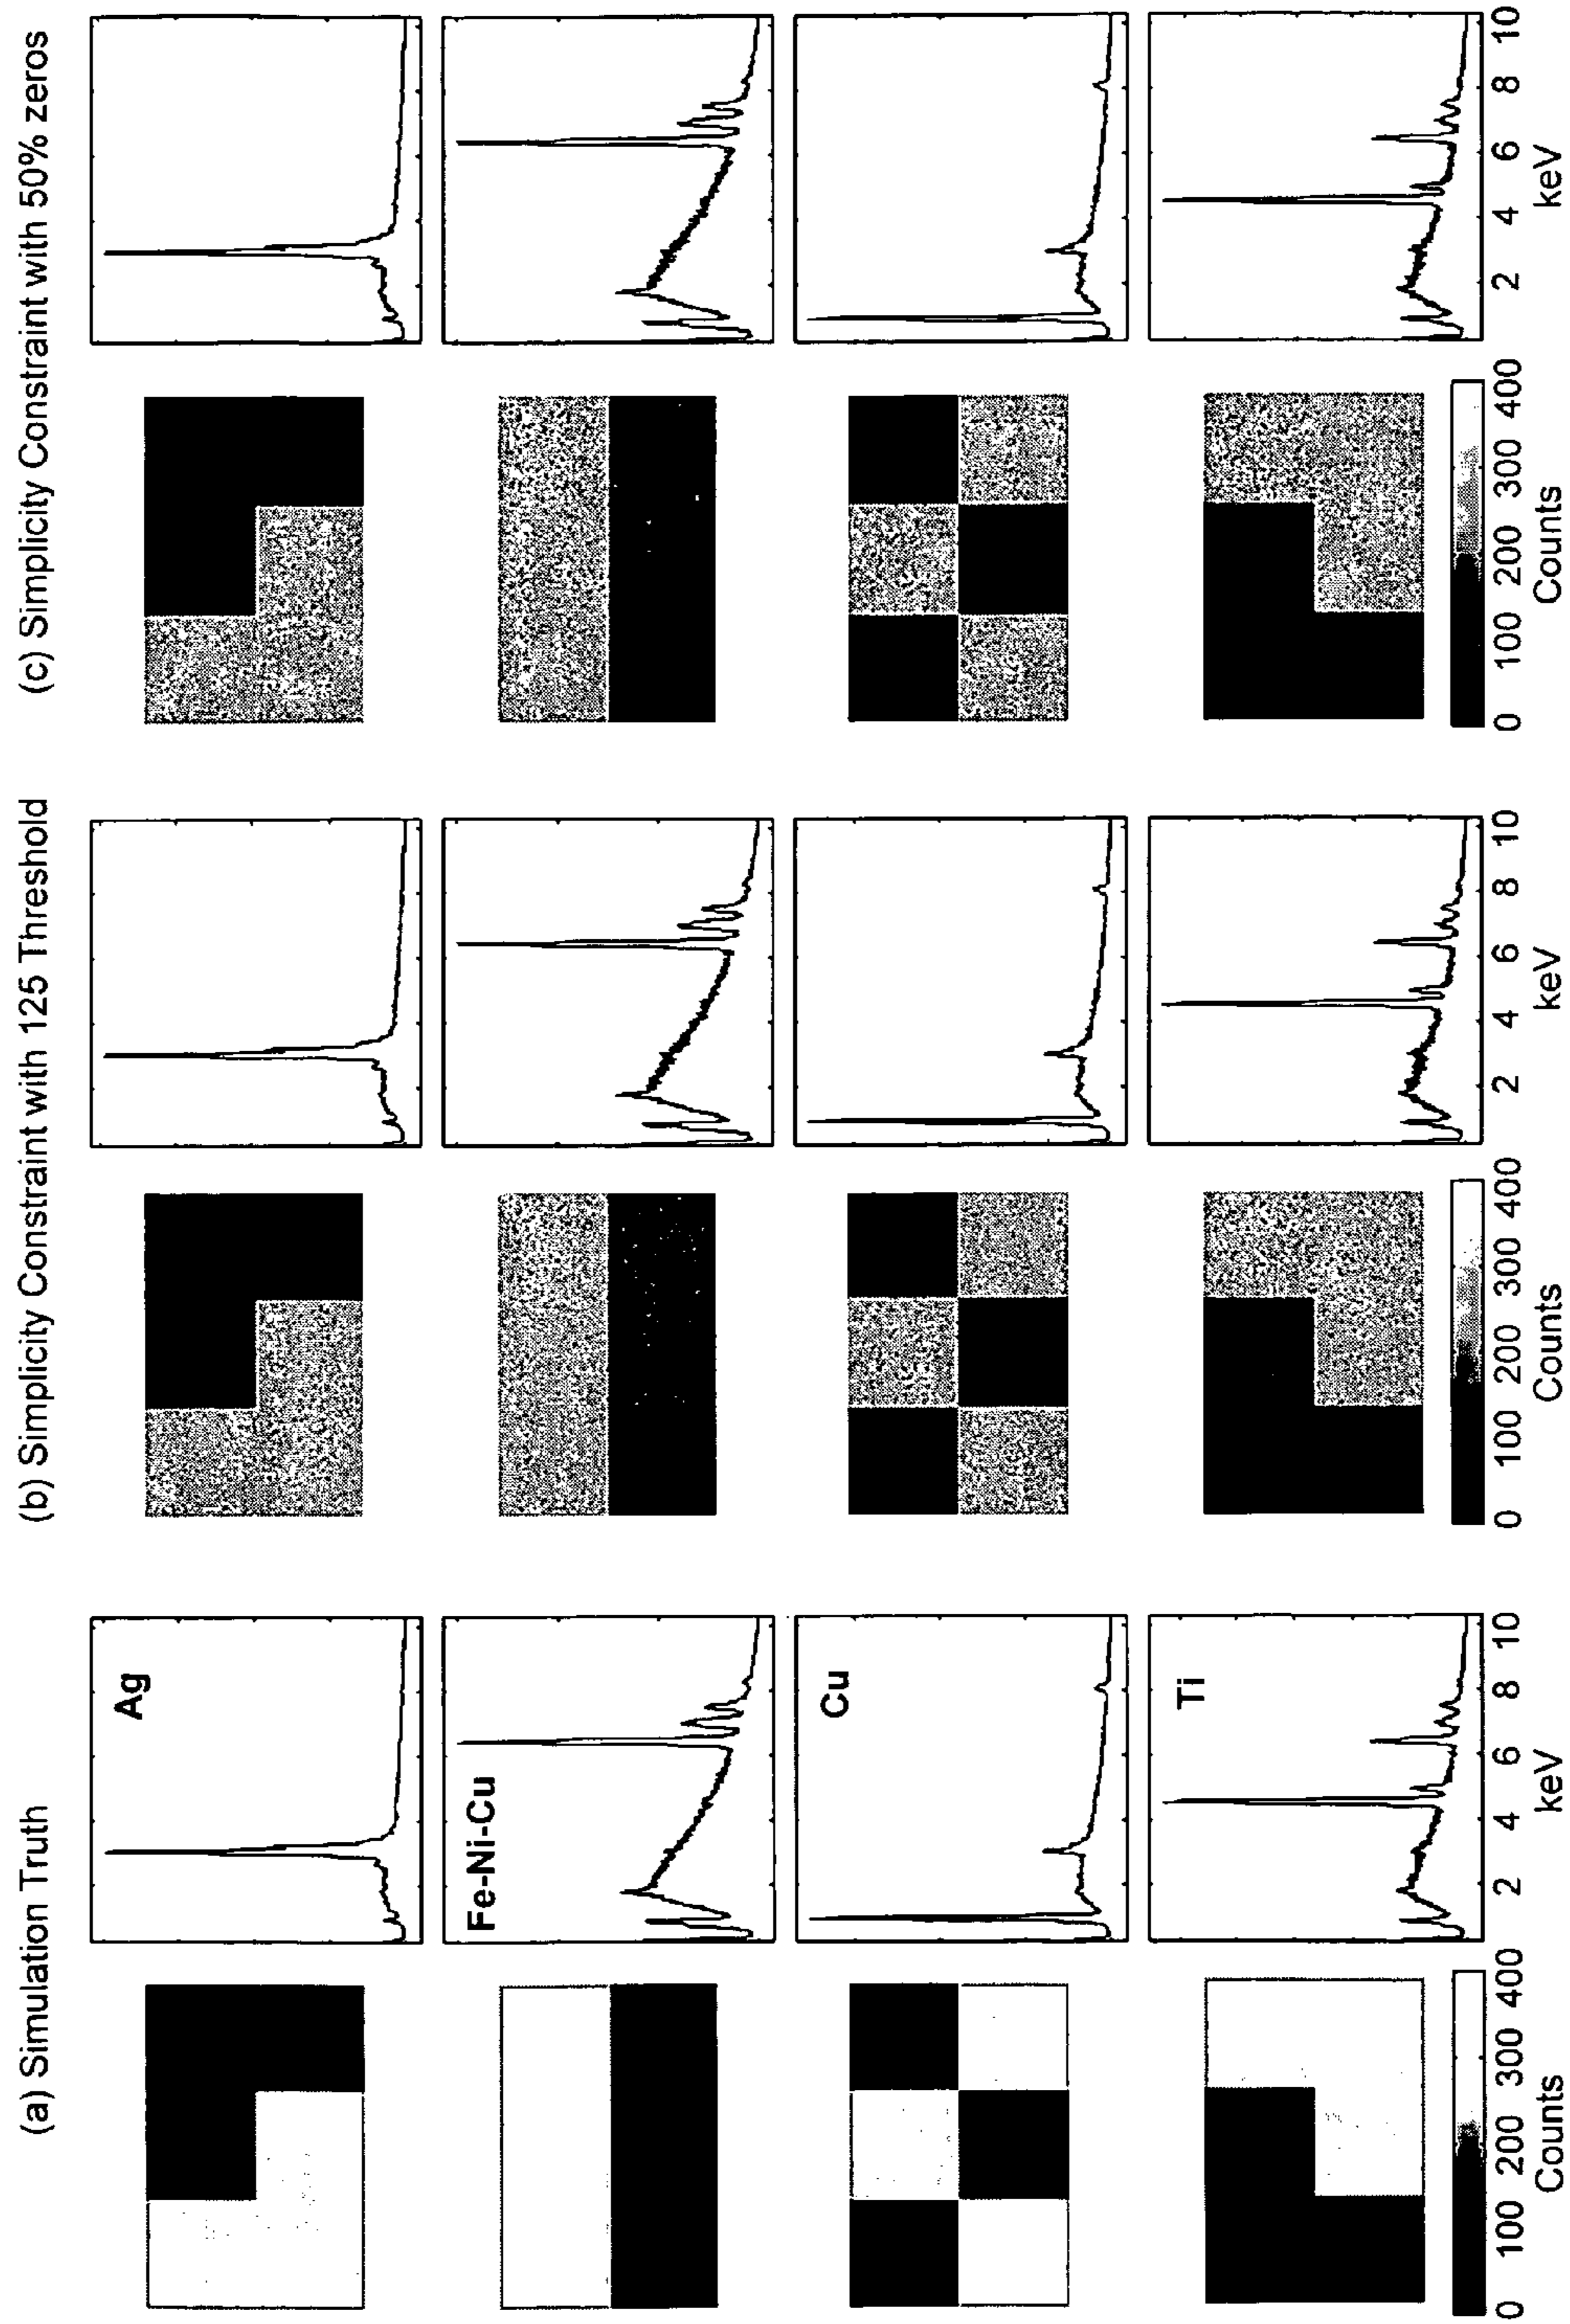 (a) Simulation Truth
Ag
Fe-Ni-Cu
Cu
Ti
0 100 200 300 400
Counts
2 4 6 8 10
keV
(b) Simplicity Constraint with 125 Threshold
0 100 200 300 400
Counts
2 4 6 8 10
keV
(c) Simplicity Constraint with 50% zeros
0 100 200 300 400
Counts
2 4 6 8 10
keV